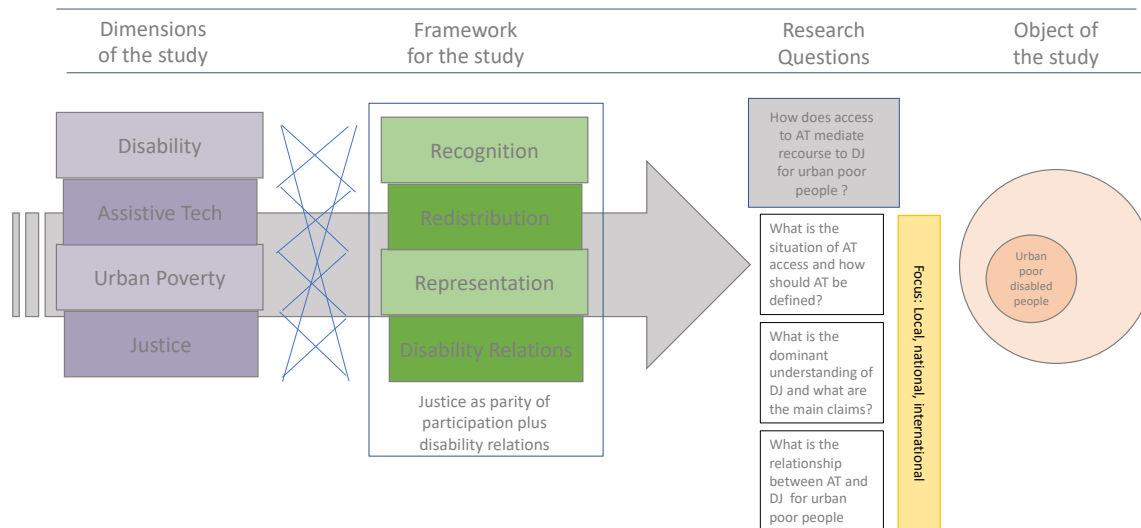 Dimensions
of the study
Framework
for the study
Research
Questions
Object of
the study
Disability
Assistive Tech
Urban Poverty
Justice
Recognition
Redistribution
Representation
Disability Relations
Justice as parity of
participation plus
disability relations
How does access
to AT mediate
recourse to DJ
for urban poor
people ?
What is the
situation of AT
access and how
should AT be
defined?
What is the
dominant
understanding of
DJ and what are
the main claims?
What is the
relationship
between AT and
DJ for urban
poor people
Focus: Local, national, international
Urban
poor
disabled
people